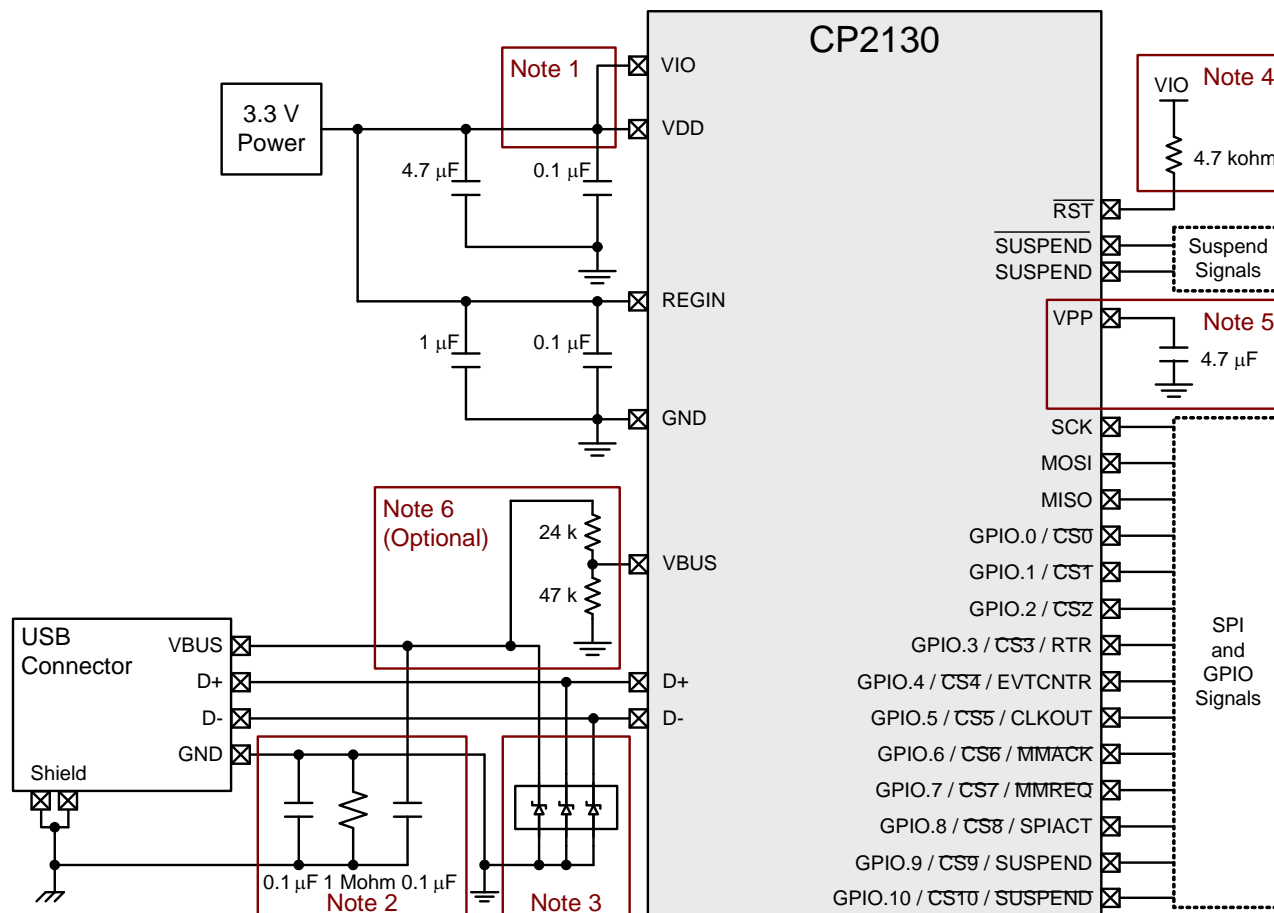 CP2130
Note 1
VIO
3.3 V
Power
VDD
4.7 μF
0.1 μF
REGIN
1 μF
0.1 μF
GND
Note 6
(Optional)
24 k
VBUS
47 k
USB
Connector
VBUS
D+
D-
GND
Shield
D+
D-
0.1 μF 1 Mohm 0.1 μF
Note 2
Note 3
VIO
Note 4
4.7 kohm
RST
SUSPEND
SUSPEND
Suspend
Signals
VPP
Note 5
4.7 μF
SCK
MOSI
MISO
GPIO.0 / CS0
GPIO.1 / CS1
GPIO.2 / CS2
GPIO.3 / CS3 / RTR
GPIO.4 / CS4 / EVTCNTR
GPIO.5 / CS5 / CLKOUT
GPIO.6 / CS6 / MMACK
GPIO.7 / CS7 / MMREQ
GPIO.8 / CS8 / SPIACT
GPIO.9 / CS9 / SUSPEND
GPIO.10 / CS10 / SUSPEND
SPI
and
GPIO
Signals